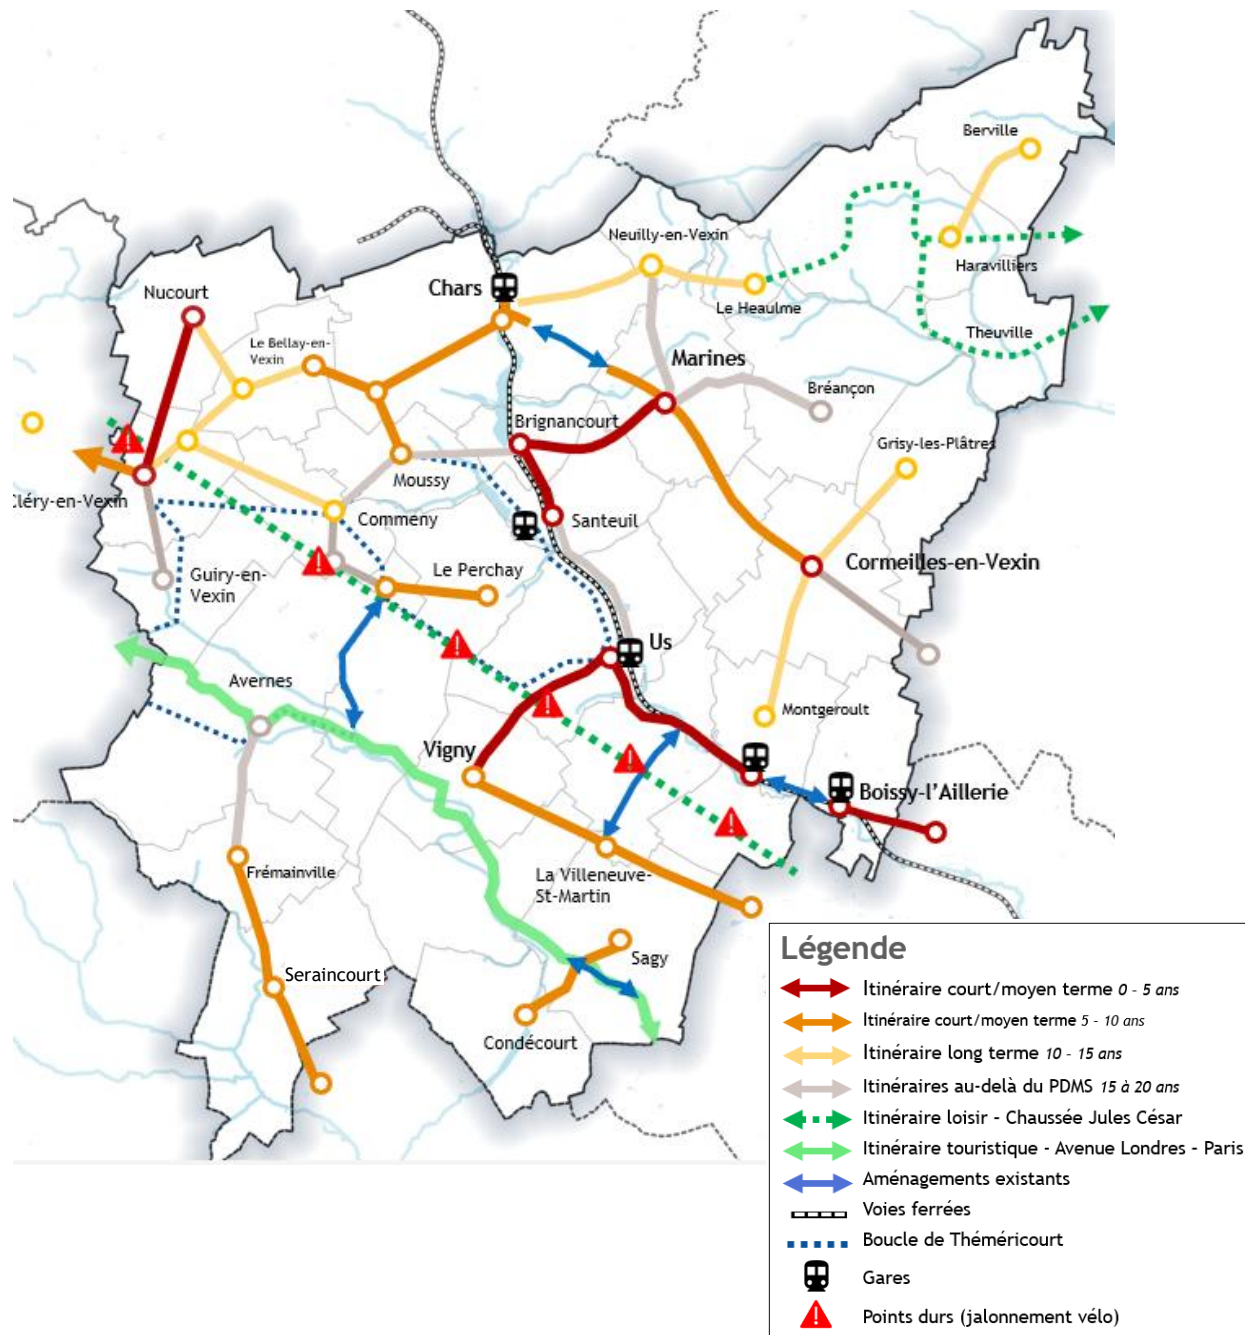 Berville
Neuilly-en-Vexin
Haravilliers
Chars
Nucourt
Le Heaulme
Theuville
Le Bellay-en-
Vexin
Marines
Bréançon
Brignancourt
Grisy-les-Plâtres
Moussy
Cléry-en-Vexin
Commeny
Santeuil
Cormeilles-en-Vexin
Le Perchay
Guiry-en-
Vexin
Us
Avernes
Montgeroult
Vigny
Boissy-l'Aillerie
Frémainville
La Villeneuve-
St-Martin
Sagy
Seraincourt
Condécourt
Légende
Itinéraire court/moyen terme 0 - 5 ans
Itinéraire court/moyen terme 5 - 10 ans
Itinéraire long terme 10 - 15 ans
Itinéraires au-delà du PDMS 15 à 20 ans
Itinéraire loisir - Chaussée Jules César
Itinéraire touristique - Avenue Londres - Paris
Aménagements existants
Voies ferrées
Boucle de Théméricourt
Gares
Points durs (jalonnement vélo)